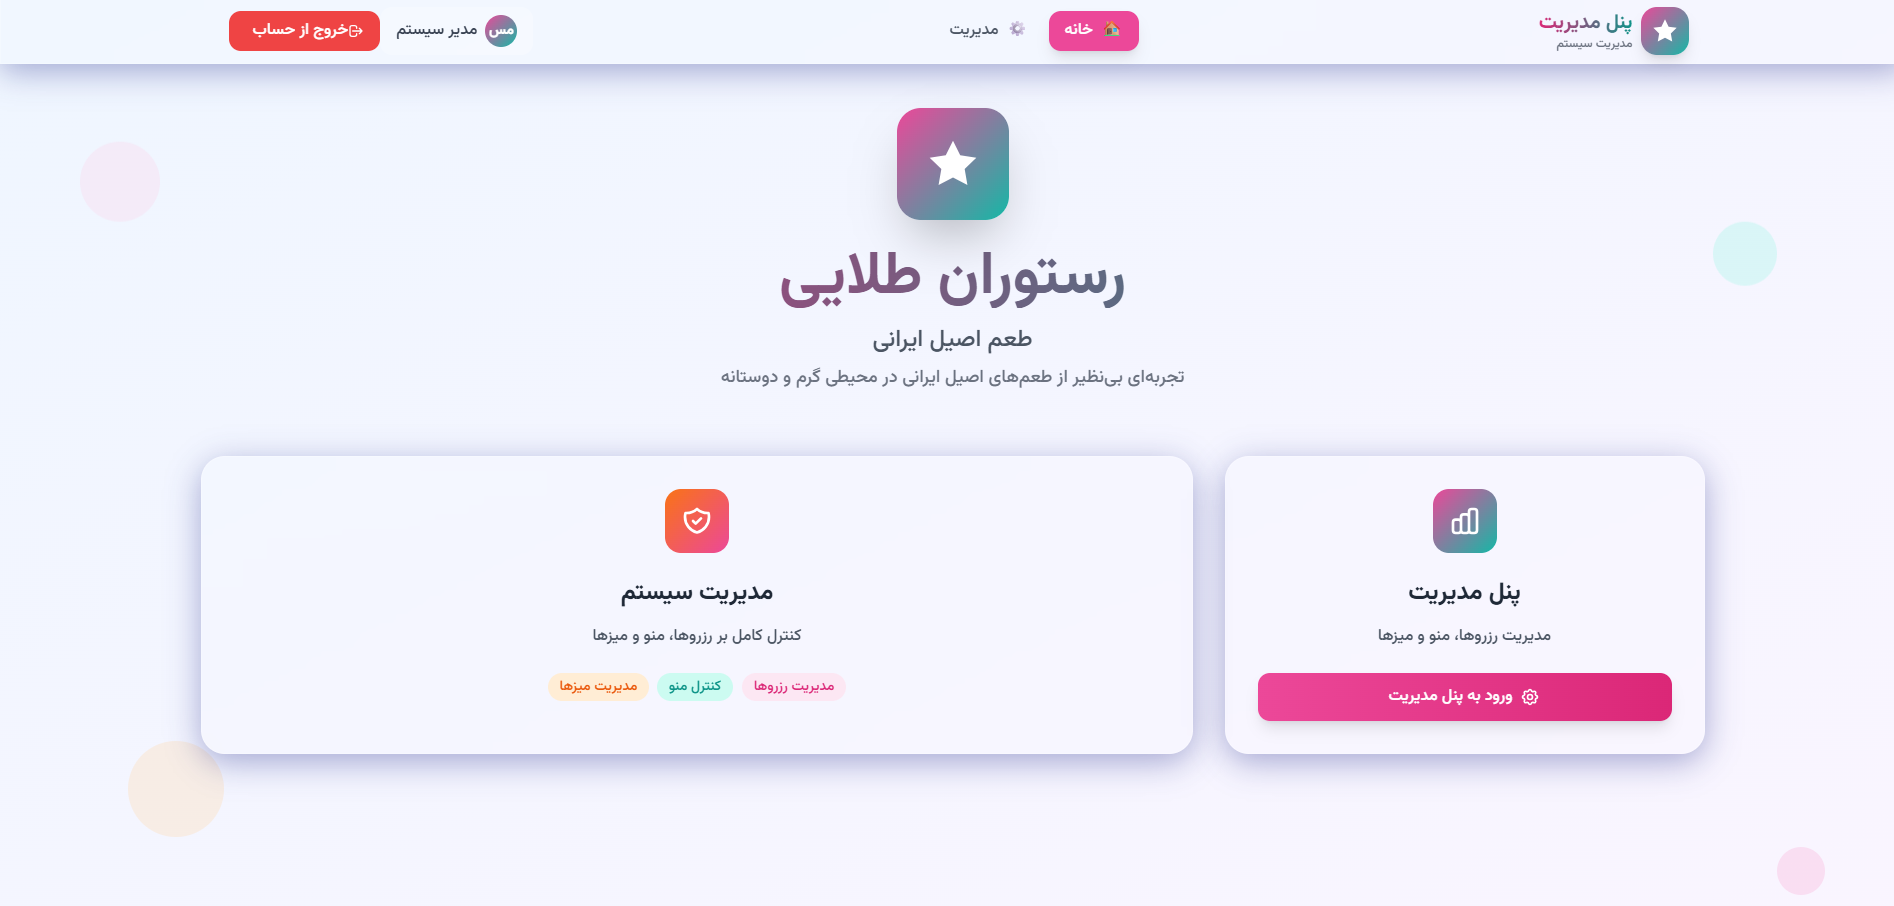 پنل مدیریت
مدیریت سیستم
خانه
مدیریت
مس
مدیر سیستم
خروج از حساب
رستوران طلایی
طعم اصیل ایرانی
تجربه‌ای بی‌نظیر از طعم‌های اصیل ایرانی در محیطی گرم و دوستانه
پنل مدیریت
مدیریت رزروها، منو و میزها
ورود به پنل مدیریت
مدیریت سیستم
کنترل کامل بر رزروها، منو و میزها
مدیریت رزروها
کنترل منو
مدیریت میزها